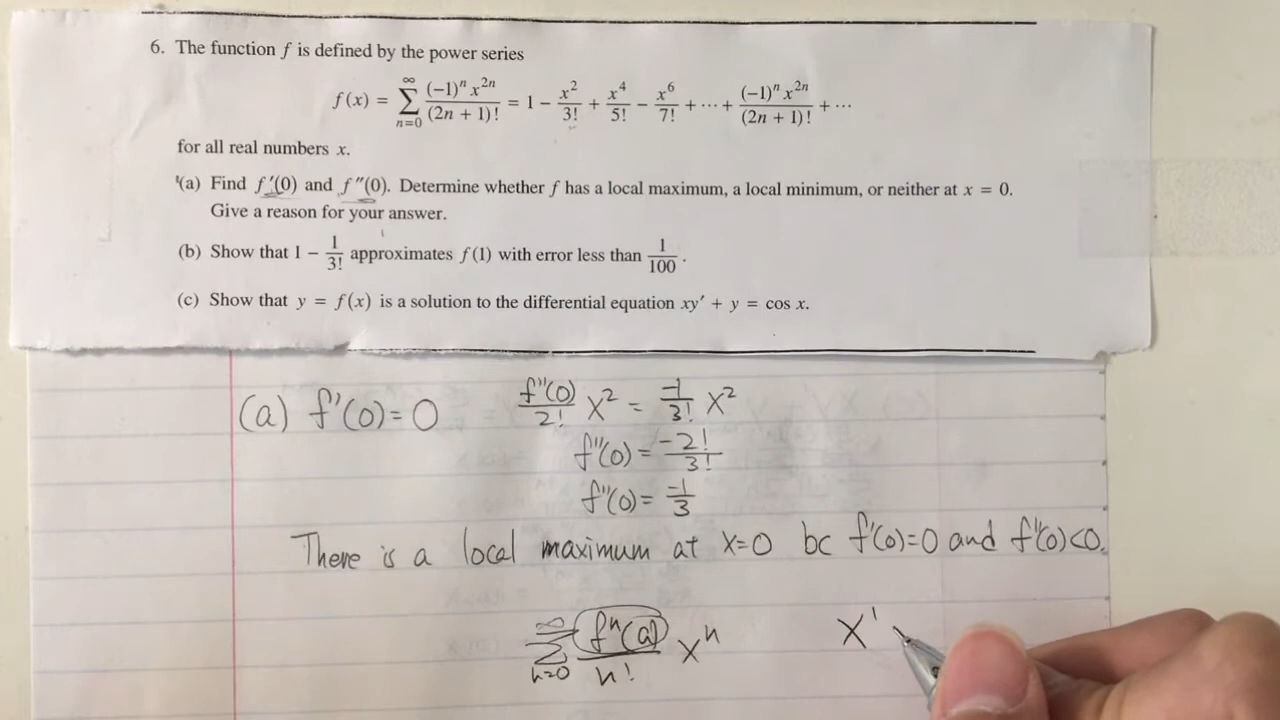 6. The function f is defined by the power series
f(x) = ∞ Σ n=0 (-1)ⁿ x²ⁿ / (2n + 1)! = 1 − x²/3! + x⁴/5! − x⁶/7! + ⋯ + (-1)ⁿ x²ⁿ / (2n + 1)! + ⋯
for all real numbers x.
(a) Find f′(0) and f″(0). Determine whether f has a local maximum, a local minimum, or neither at x = 0.
Give a reason for your answer.
(b) Show that 1 − 1/3! approximates f(1) with error less than 1/100.
(c) Show that y = f(x) is a solution to the differential equation xy′ + y = cos x.
(a) f'(0)=0 f"(0)/2! x² = -1/3! x²
f"(0) = -2!/3!
f"(0) = -1/3
There is a local maximum at x=0 bc f'(0)=0 and f"(0)<0.
∞ Σ n=0 fⁿ(a)/n! xⁿ x¹